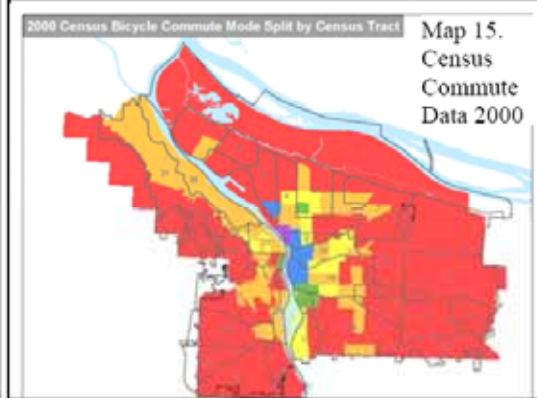 2000 Census Bicycle Commute Mode Split by Census Tract
Map 15.
Census
Commute
Data 2000